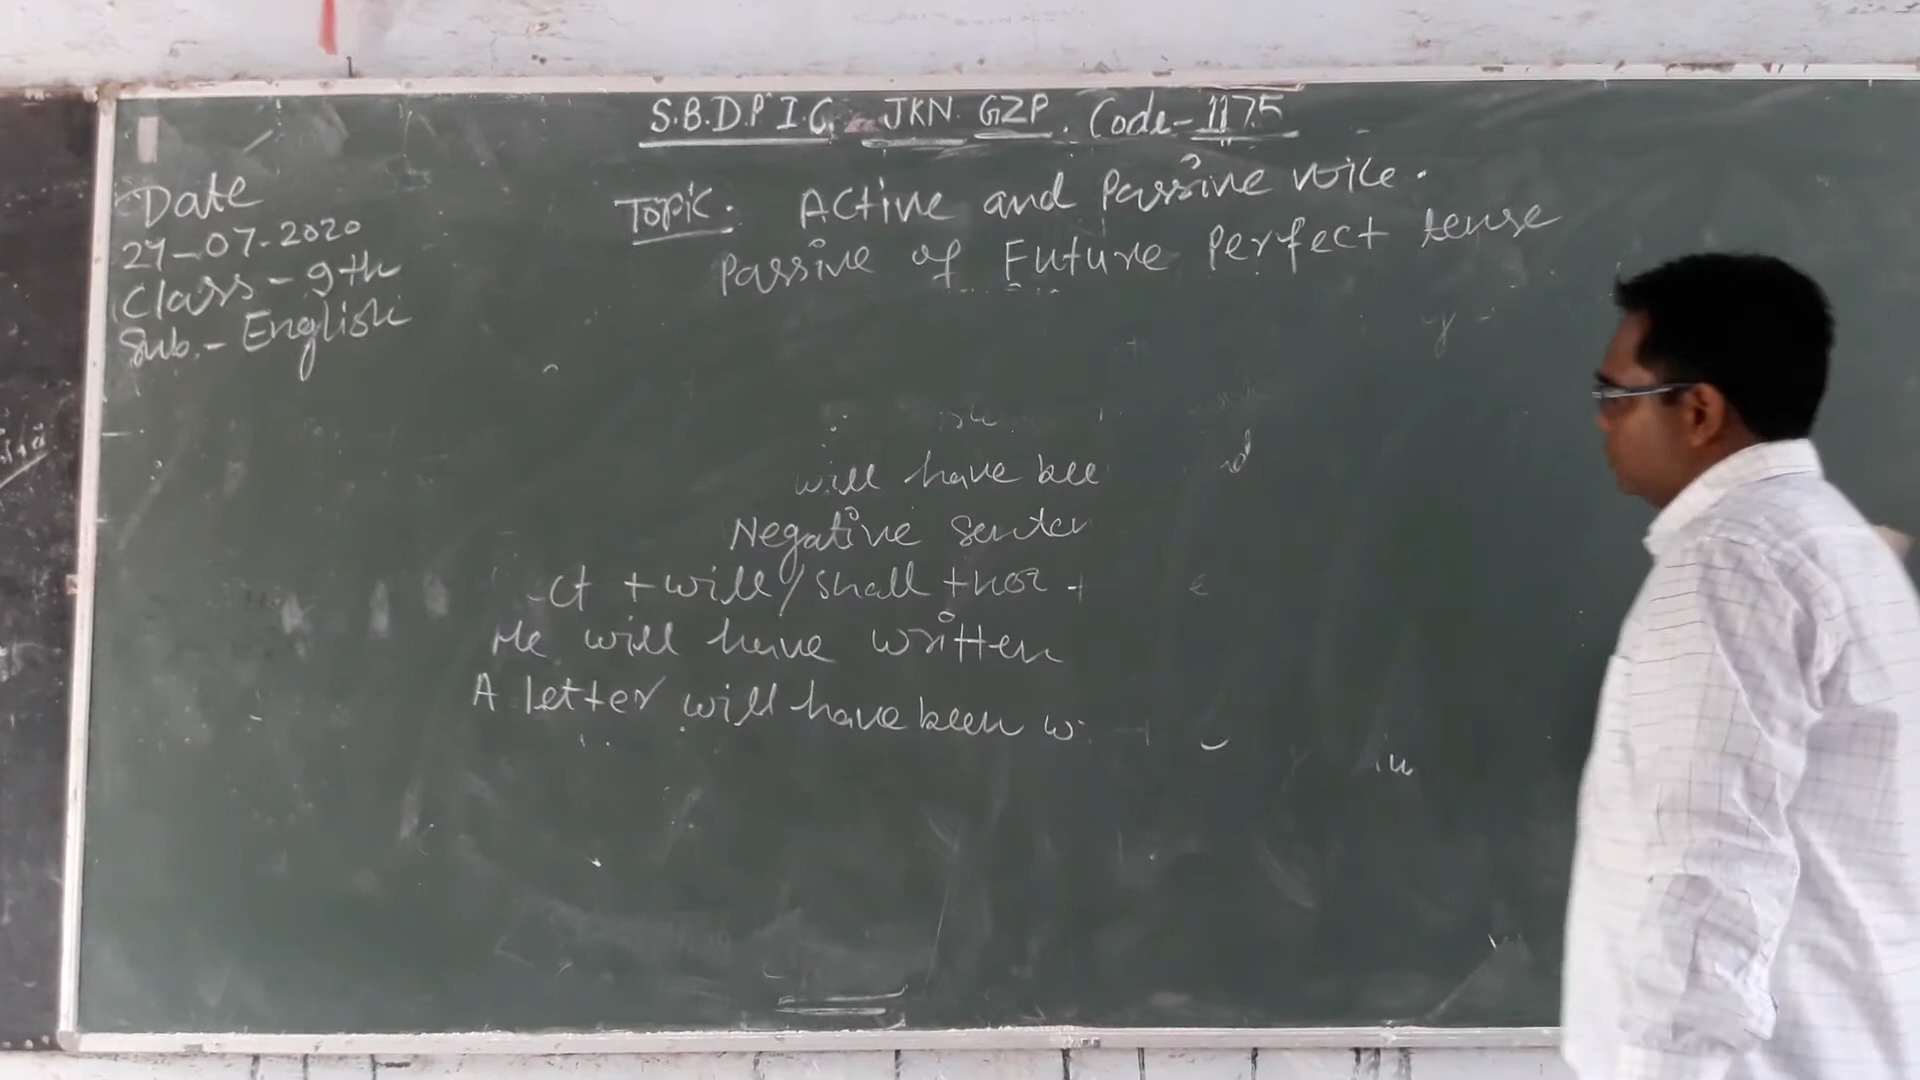 S.B.D.P I.C JKN GZP. Code-1175
Date
27-07-2020
Class-9th
Sub.-English
Topic. Active and Passive voice.
Passive of Future Perfect tense
will have bee
Negative Senten
ct + will/shall + not +
He will have written
A letter will have been w